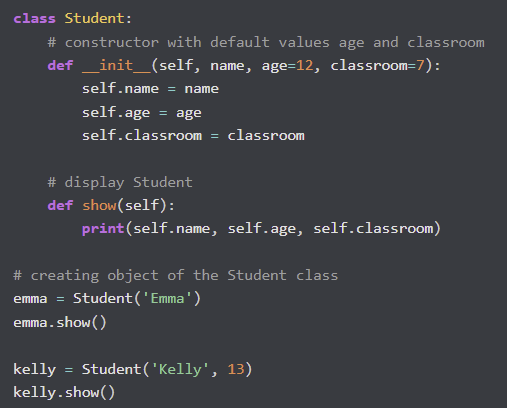 class Student:
    # constructor with default values age and classroom
    def __init__(self, name, age=12, classroom=7):
        self.name = name
        self.age = age
        self.classroom = classroom

    # display Student
    def show(self):
        print(self.name, self.age, self.classroom)

# creating object of the Student class
emma = Student('Emma')
emma.show()

kelly = Student('Kelly', 13)
kelly.show()